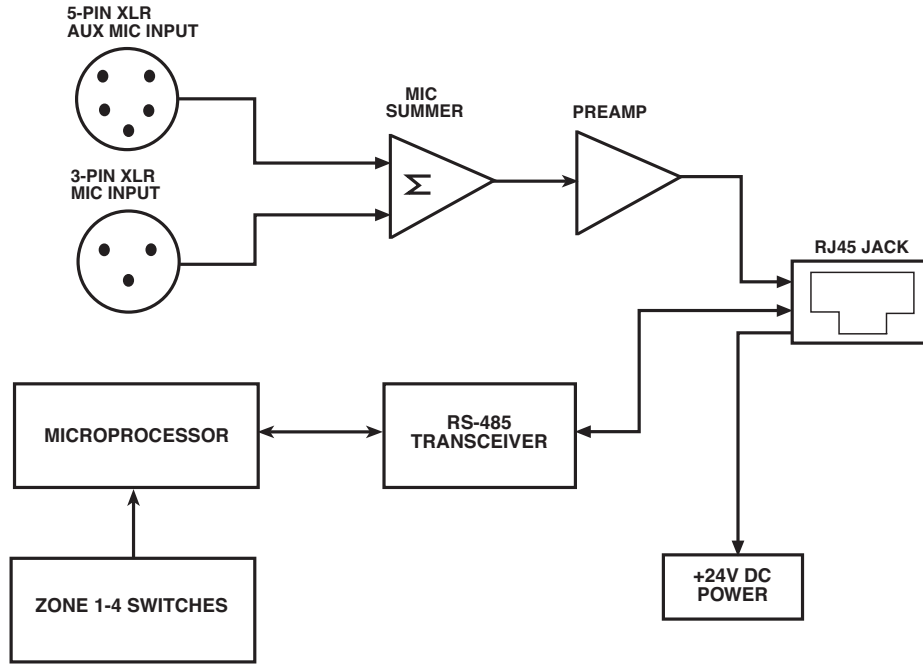 5-PIN XLR
AUX MIC INPUT
MIC
SUMMER
PREAMP
Σ
3-PIN XLR
MIC INPUT
RJ45 JACK
MICROPROCESSOR
RS-485
TRANSCEIVER
ZONE 1-4 SWITCHES
+24V DC
POWER